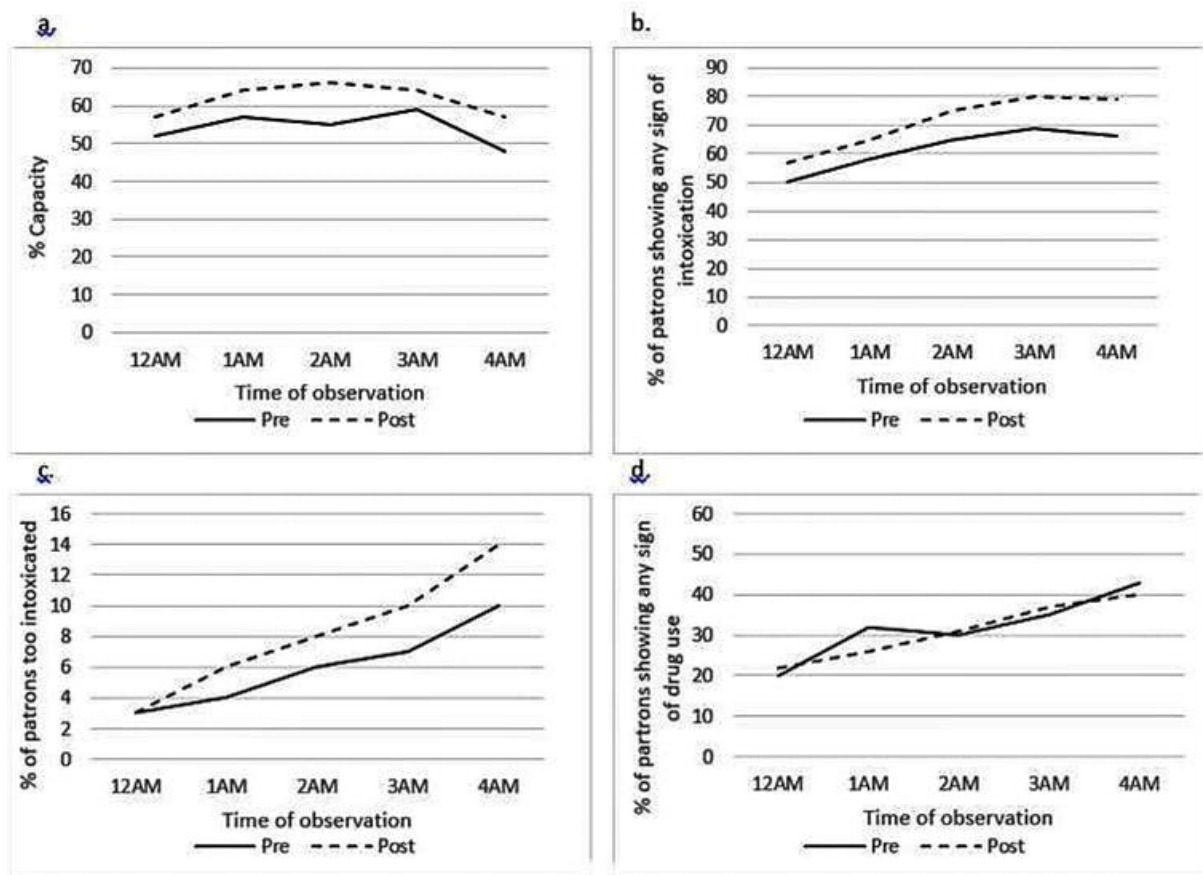 a.
% Capacity
70
60
50
40
30
20
10
0
12AM 1AM 2AM 3AM 4AM
Time of observation
Pre Post
b.
% of patrons showing any sign of
intoxication
90
80
70
60
50
40
30
20
10
0
12AM 1AM 2AM 3AM 4AM
Time of observation
Pre Post
c.
% of patrons too intoxicated
16
14
12
10
8
6
4
2
0
12AM 1AM 2AM 3AM 4AM
Time of observation
Pre Post
d.
% of partrons showing any sign
of drug use
60
50
40
30
20
10
0
12AM 1AM 2AM 3AM 4AM
Time of observation
Pre Post